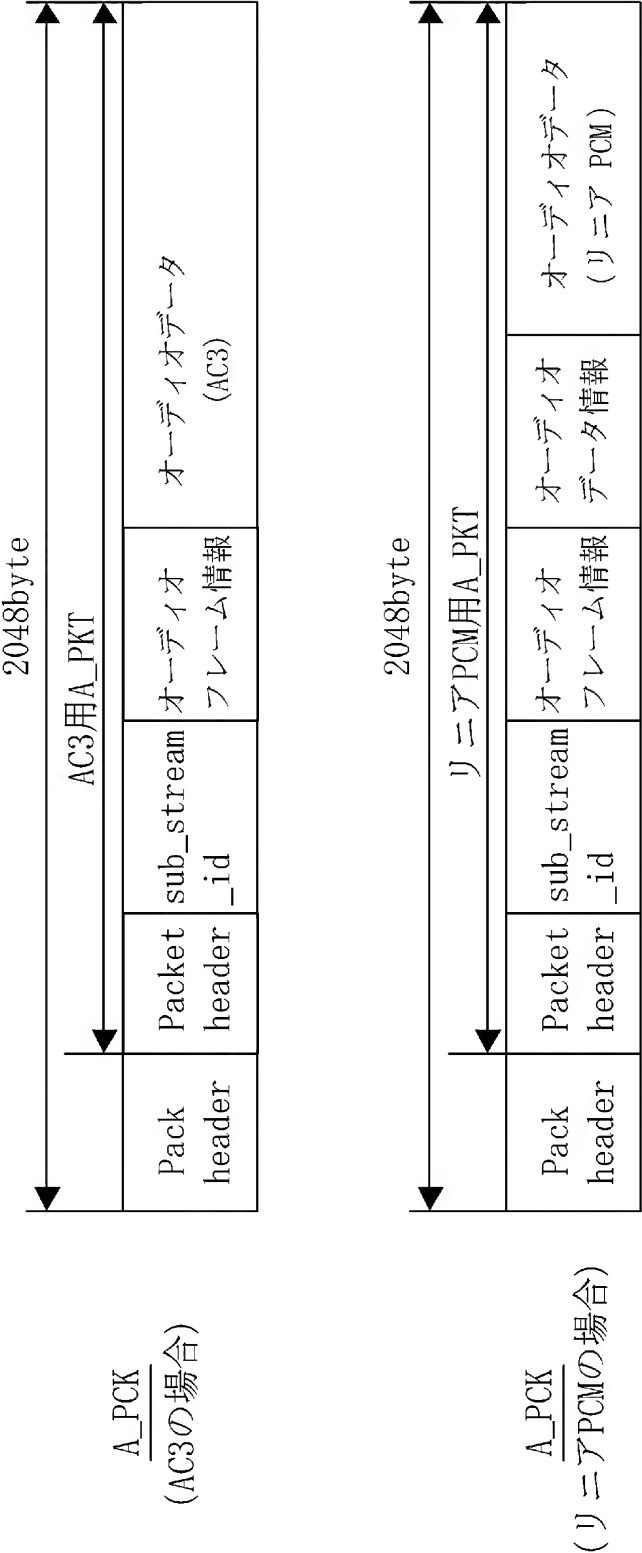 A_PCK
(AC3の場合)
2048byte
AC3用A_PKT
Pack
header
Packet
header
sub_stream
_id
オーディオ
フレーム情報
オーディオデータ
(AC3)
A_PCK
(リニアPCMの場合)
2048byte
リニアPCM用A_PKT
Pack
header
Packet
header
sub_stream
_id
オーディオ
フレーム情報
オーディオ
データ情報
オーディオデータ
(リニア PCM)